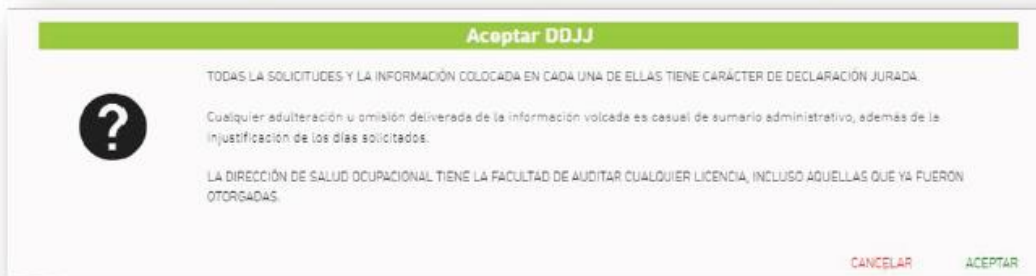 Aceptar DDJJ
TODAS LA SOLICITUDES Y LA INFORMACIÓN COLOCADA EN CADA UNA DE ELLAS TIENE CARÁCTER DE DECLARACIÓN JURADA.
Cualquier adulteración u omisión deliverada de la información volcada es casual de sumario administrativo, además de la
injustificación de los días solicitados.
LA DIRECCIÓN DE SALUD OCUPACIONAL TIENE LA FACULTAD DE AUDITAR CUALQUIER LICENCIA, INCLUSO AQUELLAS QUE YA FUERON
OTORGADAS.
CANCELAR ACEPTAR